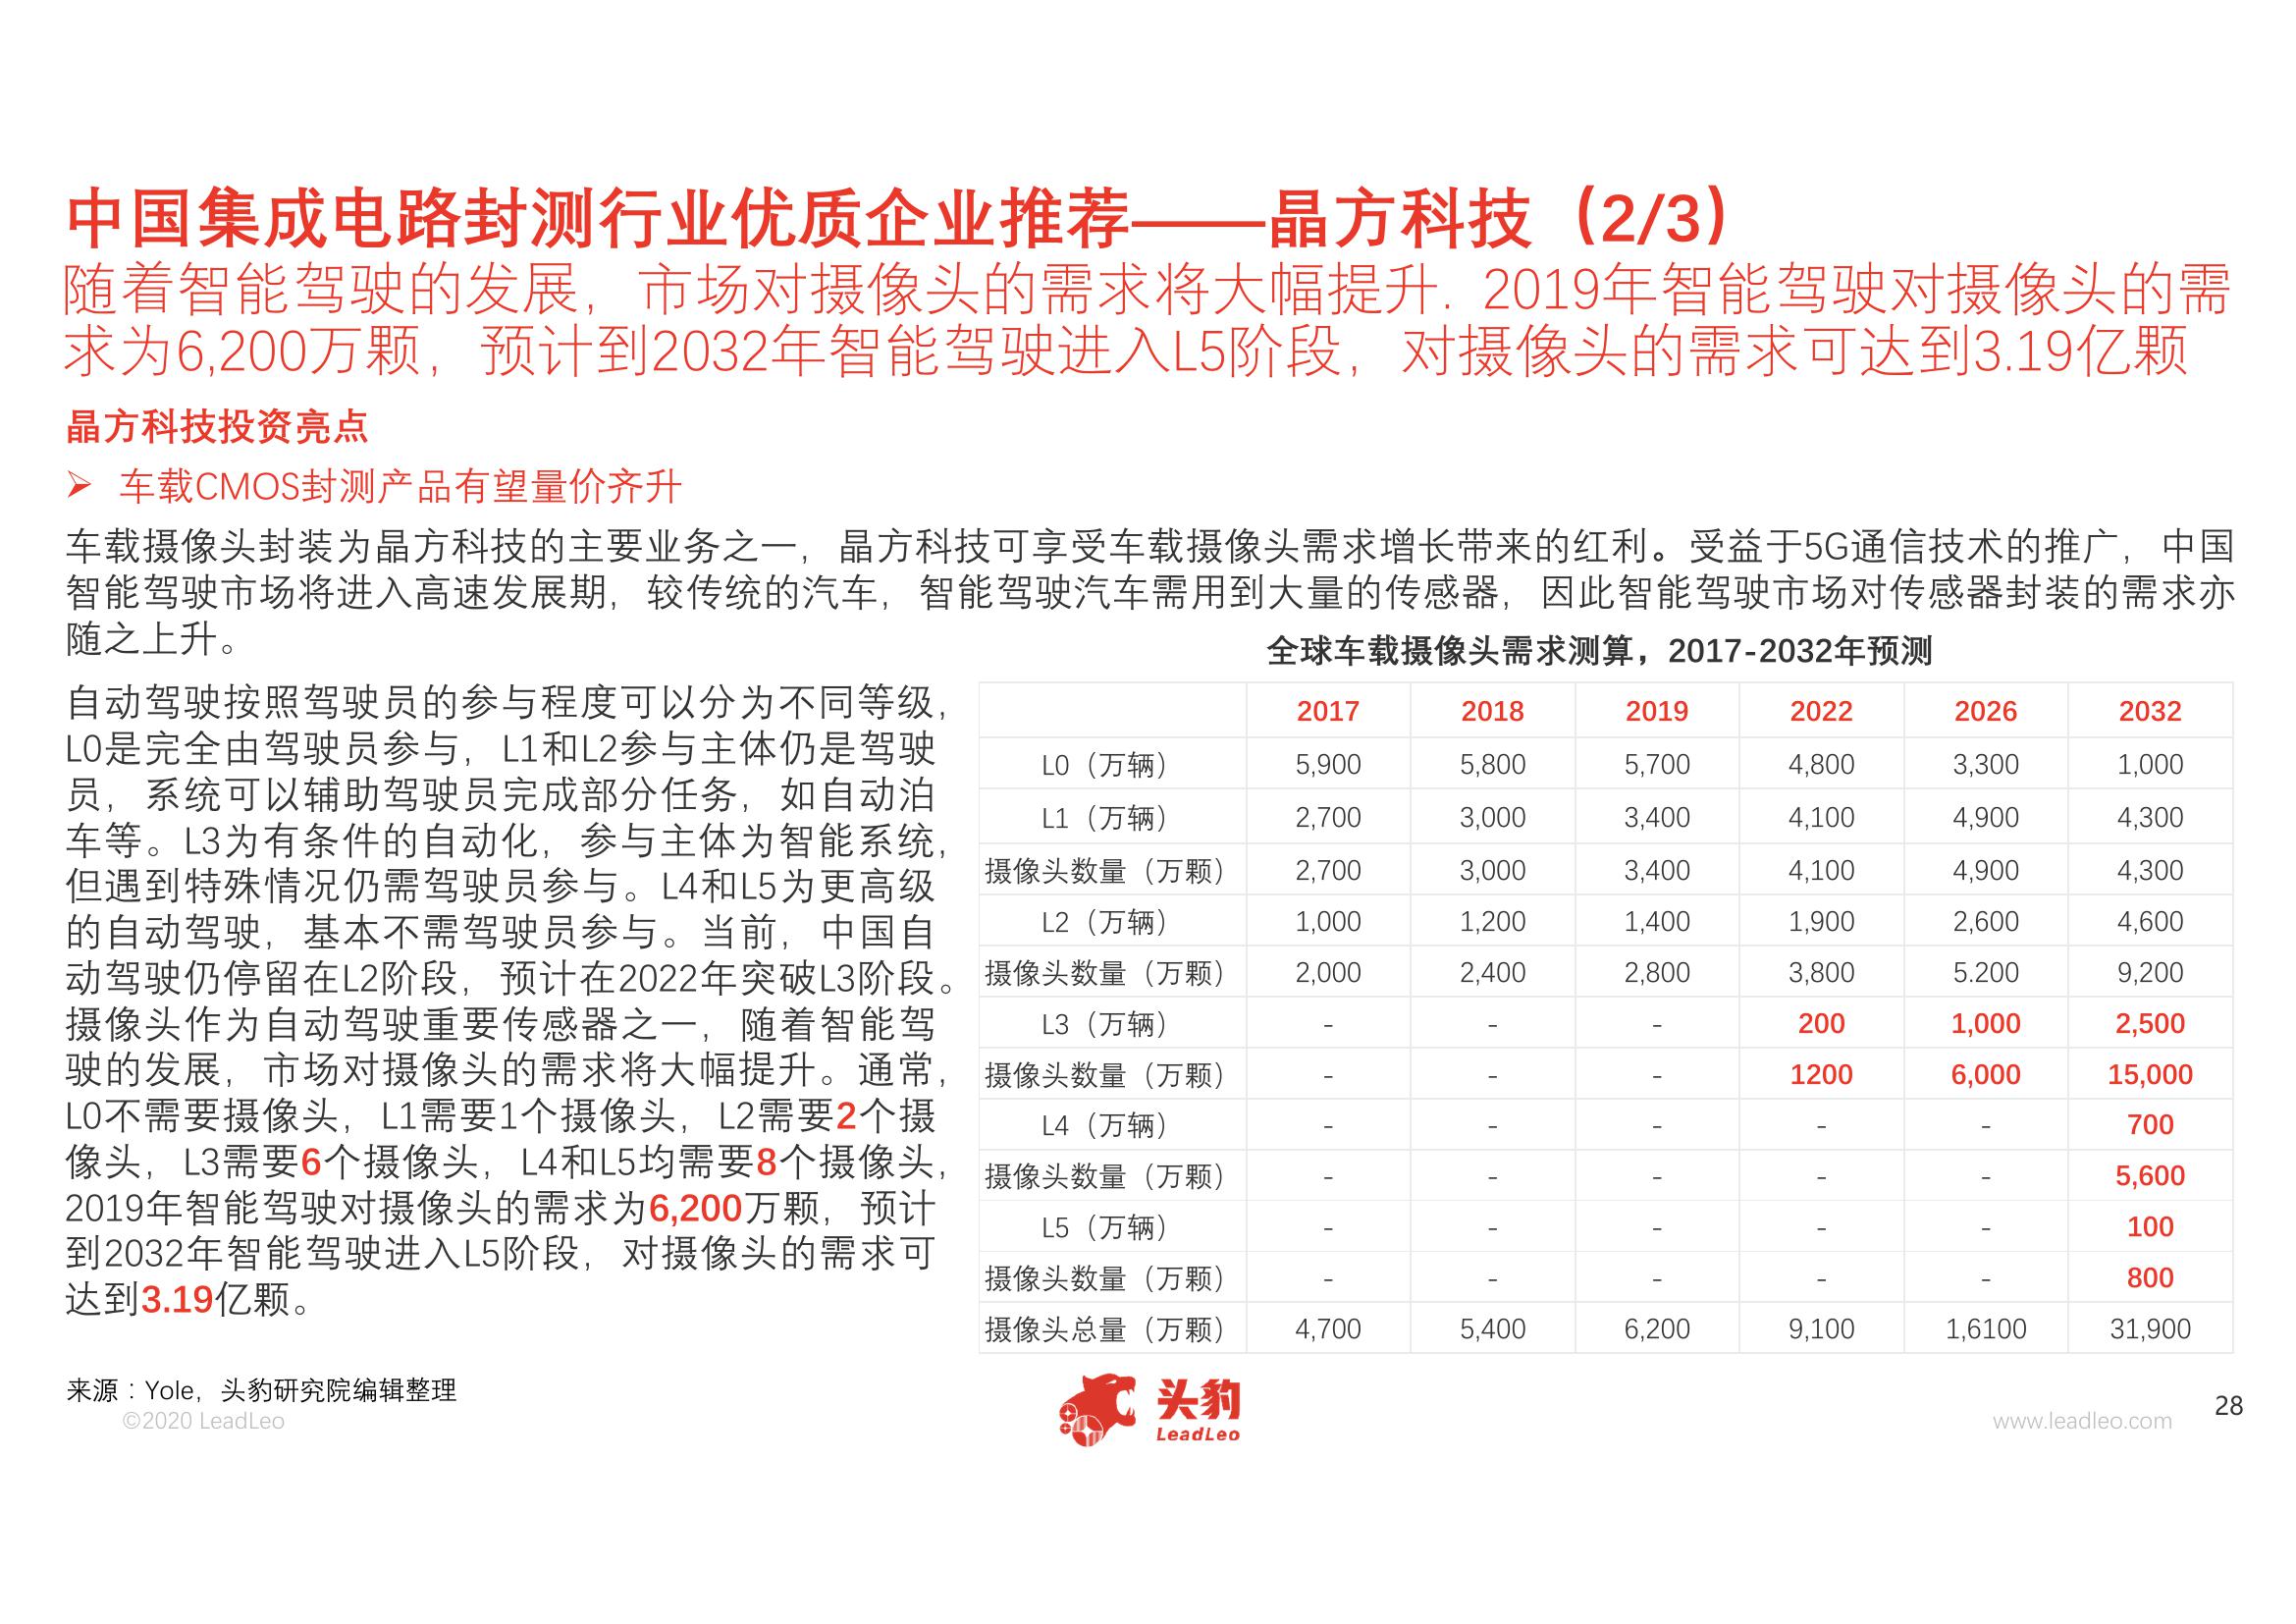 中国集成电路封测行业优质企业推荐——晶方科技（2/3）
随着智能驾驶的发展，市场对摄像头的需求将大幅提升. 2019年智能驾驶对摄像头的需
求为6,200万颗，预计到2032年智能驾驶进入L5阶段，对摄像头的需求可达到3.19亿颗
晶方科技投资亮点
➢ 车载CMOS封测产品有望量价齐升
车载摄像头封装为晶方科技的主要业务之一，晶方科技可享受车载摄像头需求增长带来的红利。受益于5G通信技术的推广，中国
智能驾驶市场将进入高速发展期，较传统的汽车，智能驾驶汽车需用到大量的传感器，因此智能驾驶市场对传感器封装的需求亦
随之上升。
自动驾驶按照驾驶员的参与程度可以分为不同等级，
L0是完全由驾驶员参与，L1和L2参与主体仍是驾驶
员，系统可以辅助驾驶员完成部分任务，如自动泊
车等。L3为有条件的自动化，参与主体为智能系统，
但遇到特殊情况仍需驾驶员参与。L4和L5为更高级
的自动驾驶，基本不需驾驶员参与。当前，中国自
动驾驶仍停留在L2阶段，预计在2022年突破L3阶段。
摄像头作为自动驾驶重要传感器之一，随着智能驾
驶的发展，市场对摄像头的需求将大幅提升。通常，
L0不需要摄像头，L1需要1个摄像头，L2需要2个摄
像头，L3需要6个摄像头，L4和L5均需要8个摄像头，
2019年智能驾驶对摄像头的需求为6,200万颗，预计
到2032年智能驾驶进入L5阶段，对摄像头的需求可
达到3.19亿颗。
全球车载摄像头需求测算，2017-2032年预测
2017 2018 2019 2022 2026 2032
L0（万辆） 5,900 5,800 5,700 4,800 3,300 1,000
L1（万辆） 2,700 3,000 3,400 4,100 4,900 4,300
摄像头数量（万颗） 2,700 3,000 3,400 4,100 4,900 4,300
L2（万辆） 1,000 1,200 1,400 1,900 2,600 4,600
摄像头数量（万颗） 2,000 2,400 2,800 3,800 5.200 9,200
L3（万辆） - - - 200 1,000 2,500
摄像头数量（万颗） - - - 1200 6,000 15,000
L4（万辆） - - - - - 700
摄像头数量（万颗） - - - - - 5,600
L5（万辆） - - - - - 100
摄像头数量（万颗） - - - - - 800
摄像头总量（万颗） 4,700 5,400 6,200 9,100 1,6100 31,900
来源：Yole，头豹研究院编辑整理
©2020 LeadLeo
头豹
LeadLeo
www.leadleo.com
28